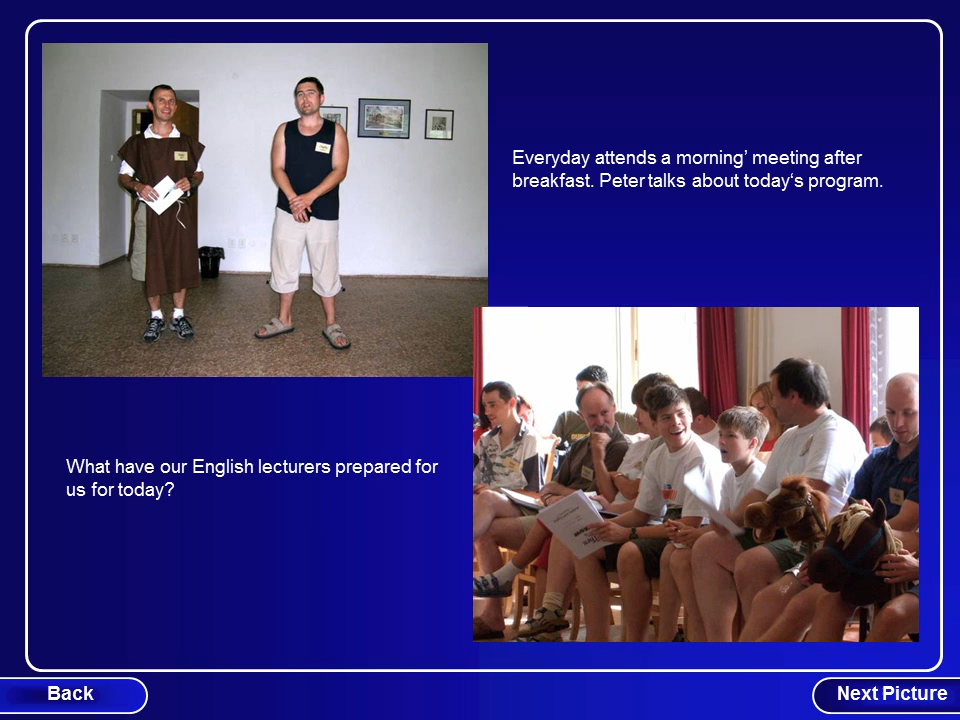 Everyday attends a morning’ meeting after
breakfast. Peter talks about today‘s program.
What have our English lecturers prepared for
us for today?
Back
Next Picture